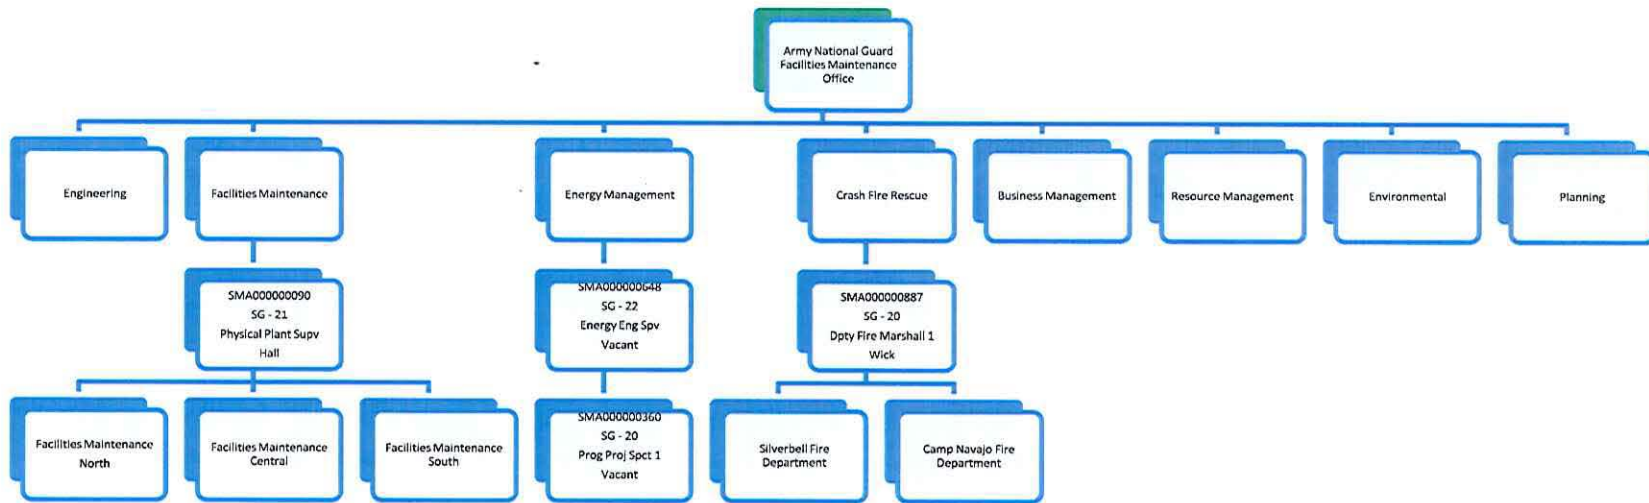 Army National Guard
Facilities Maintenance
Office
Engineering
Facilities Maintenance
Energy Management
Crash Fire Rescue
Business Management
Resource Management
Environmental
Planning
SMA000000090
SG - 21
Physical Plant Supv
Hall
SMA000000648
SG - 22
Energy Eng Spv
Vacant
SMA000000887
SG - 20
Dpty Fire Marshall 1
Wick
Facilities Maintenance
North
Facilities Maintenance
Central
Facilities Maintenance
South
SMA000000360
SG - 20
Prog Proj Spct 1
Vacant
Silverbell Fire
Department
Camp Navajo Fire
Department